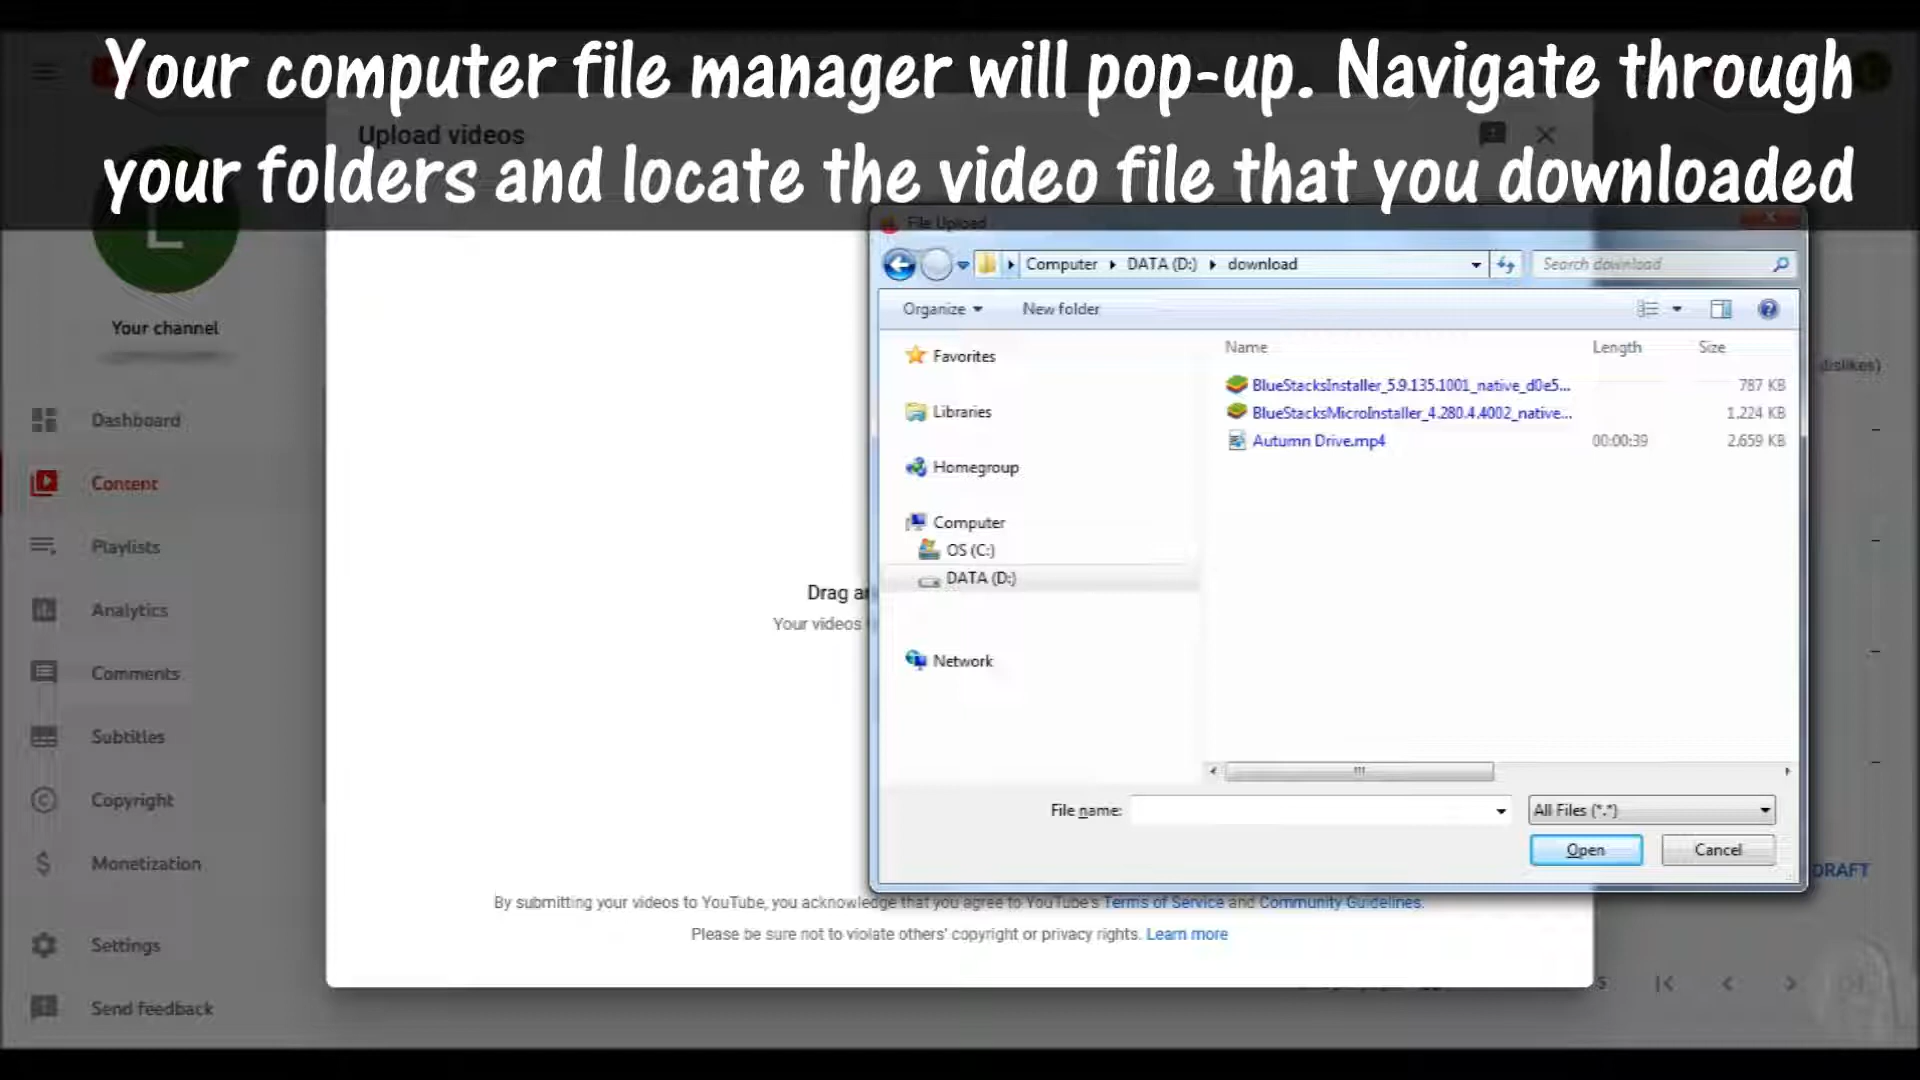 Your computer file manager will pop-up. Navigate through
your folders and locate the video file that you downloaded
Upload videos
File Upload
Computer DATA (D:) download
Search download
Organize New folder
Your channel
Favorites
Libraries
Homegroup
Computer
OS (C:)
DATA (D:)
Network
Name Length Size
BlueStacksInstaller_5.9.135.1001_native_d0e5... 787 KB
BlueStacksMicroInstaller_4.280.4.4002_native... 1.224 KB
Autumn Drive.mp4 00:00:39 2.659 KB
dislikes)
Dashboard
Content
Playlists
Analytics
Comments
Subtitles
Copyright
Monetization
Settings
Send feedback
Drag
Your videos
File name:
All Files (*.*)
Open Cancel
DRAFT
By submitting your videos to YouTube, you acknowledge that you agree to YouTube's Terms of Service and Community Guidelines.
Please be sure not to violate others' copyright or privacy rights. Learn more